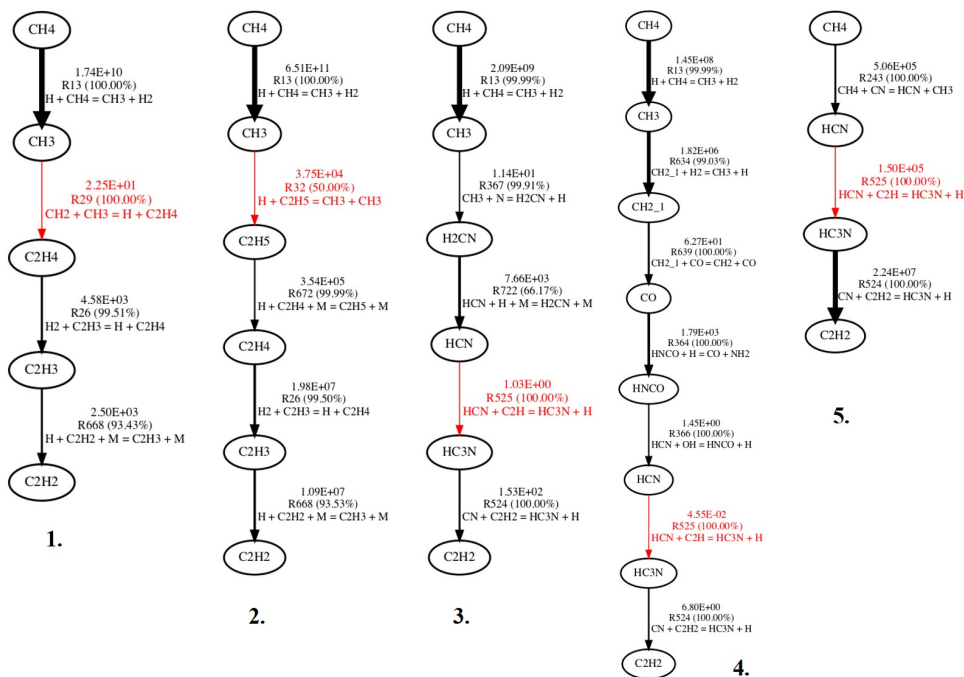 CH4
1.74E+10
R13 (100.00%)
H + CH4 = CH3 + H2
CH3
2.25E+01
R29 (100.00%)
CH2 + CH3 = H + C2H4
C2H4
4.58E+03
R26 (99.51%)
H2 + C2H3 = H + C2H4
C2H3
2.50E+03
R668 (93.43%)
H + C2H2 + M = C2H3 + M
C2H2
1.
CH4
6.51E+11
R13 (100.00%)
H + CH4 = CH3 + H2
CH3
3.75E+04
R32 (50.00%)
H + C2H5 = CH3 + CH3
C2H5
3.54E+05
R672 (99.99%)
H + C2H4 + M = C2H5 + M
C2H4
1.98E+07
R26 (99.50%)
H2 + C2H3 = H + C2H4
C2H3
1.09E+07
R668 (93.53%)
H + C2H2 + M = C2H3 + M
C2H2
2.
CH4
2.09E+09
R13 (99.99%)
H + CH4 = CH3 + H2
CH3
1.14E+01
R367 (99.91%)
CH3 + N = H2CN + H
H2CN
7.66E+03
R722 (66.17%)
HCN + H + M = H2CN + M
HCN
1.03E+00
R525 (100.00%)
HCN + C2H = HC3N + H
HC3N
1.53E+02
R524 (100.00%)
CN + C2H2 = HC3N + H
C2H2
3.
CH4
1.45E+08
R13 (99.99%)
H + CH4 = CH3 + H2
CH3
1.82E+06
R634 (99.03%)
CH2_1 + H2 = CH3 + H
CH2_1
6.27E+01
R639 (100.00%)
CH2_1 + CO = CH2 + CO
CO
1.79E+03
R364 (100.00%)
HNCO + H = CO + NH2
HNCO
1.45E+00
R366 (100.00%)
HCN + OH = HNCO + H
HCN
4.55E-02
R525 (100.00%)
HCN + C2H = HC3N + H
HC3N
6.80E+00
R524 (100.00%)
CN + C2H2 = HC3N + H
C2H2
4.
CH4
5.06E+05
R243 (100.00%)
CH4 + CN = HCN + CH3
HCN
1.50E+05
R525 (100.00%)
HCN + C2H = HC3N + H
HC3N
2.24E+07
R524 (100.00%)
CN + C2H2 = HC3N + H
C2H2
5.